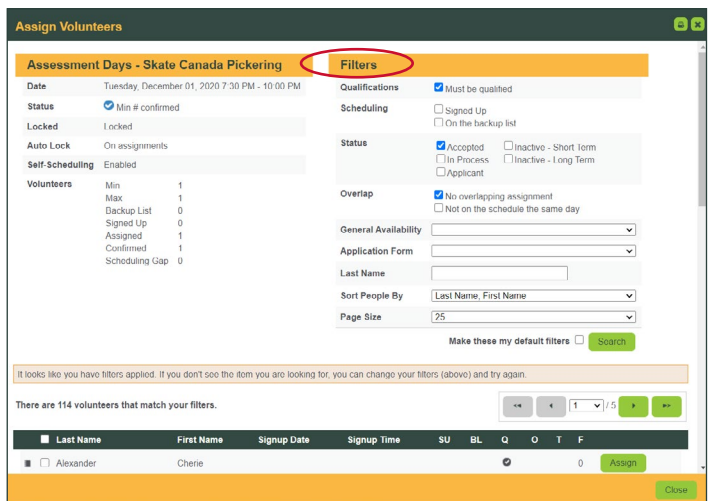 Assign Volunteers
Assessment Days - Skate Canada Pickering
Date Tuesday, December 01, 2020 7:30 PM - 10:00 PM
Status Min # confirmed
Locked Locked
Auto Lock On assignments
Self-Scheduling Enabled
Volunteers Min 1
Max 1
Backup List 0
Signed Up 0
Assigned 1
Confirmed 1
Scheduling Gap 0
Filters
Qualifications Must be qualified
Scheduling Signed Up
On the backup list
Status Accepted Inactive - Short Term
In Process Inactive - Long Term
Applicant
Overlap No overlapping assignment
Not on the schedule the same day
General Availability
Application Form
Last Name
Sort People By Last Name, First Name
Page Size 25
Make these my default filters Search
It looks like you have filters applied. If you don't see the item you are looking for, you can change your filters (above) and try again.
There are 114 volunteers that match your filters.
1 / 5
Last Name First Name Signup Date Signup Time SU BL Q O T F
Alexander Cherie 0 Assign
Close